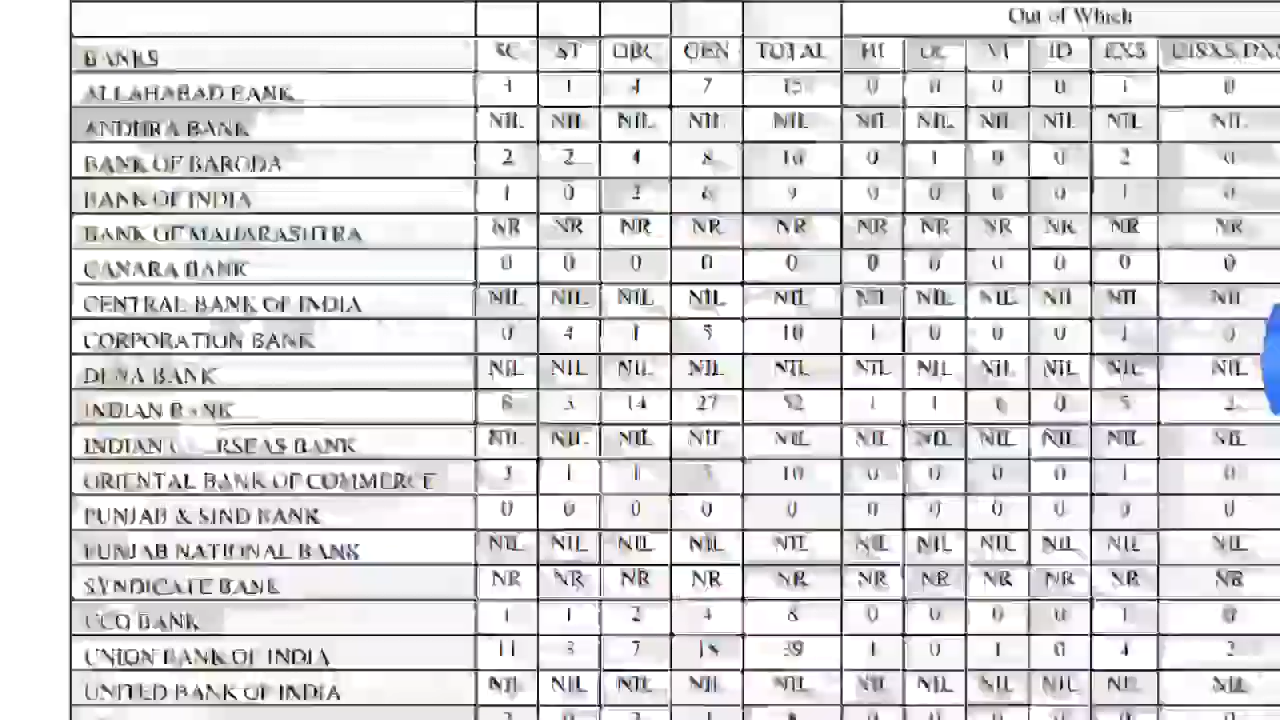 Out of Which
BANKS SC ST OBC GEN TOTAL HI VI ID EXS
ALLAHABAD BANK 1 4 7 15 0 0 0 0 1 0
ANDHRA BANK NIL NIL NIL NIL NIL NIL NIL NIL NIL NIL NIL
BANK OF BARODA 2 2 4 8 16 0 1 0 0 2 0
BANK OF INDIA 1 0 2 6 9 0 0 0 0 1 0
BANK OF MAHARASHTRA NR NR NR NR NR NR NR NR NR NR NR
CANARA BANK 0 0 0 0 0 0 0 0 0 0 0
CENTRAL BANK OF INDIA NIL NIL NIL NIL NIL NIL NIL NIL NIL NIL NIL
CORPORATION BANK 0 4 1 5 10 1 0 0 0 1
DENA BANK NIL NIL NIL NIL NIL NIL NIL NIL NIL NIL NIL
INDIAN BANK 8 3 14 27 52 1 1 0 5
INDIAN OVERSEAS BANK NIL NIL NIL NIL NIL NIL NIL NIL NIL NIL NIL
ORIENTAL BANK OF COMMERCE 1 1 10 0 0 0 0 1 0
PUNJAB & SIND BANK 0 0 0 0 0 0 0 0 0 0 0
PUNJAB NATIONAL BANK NIL NIL NIL NIL NIL NIL NIL NIL NIL NIL NIL
SYNDICATE BANK NR NR NR NR NR NR NR NR NR NR NR
UCO BANK 1 1 2 4 8 0 0 0 0 1 0
UNION BANK OF INDIA 11 3 7 18 39 1 0 1 0 4 2
UNITED BANK OF INDIA NIL NIL NIL NIL NIL NIL NIL NIL NIL NIL NIL